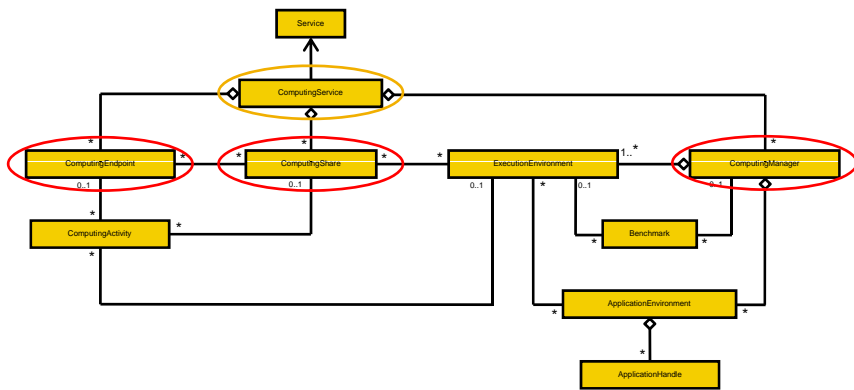 Service
ComputingService
* * *
ComputingEndpoint * * ComputingShare * * ExecutionEnvironment 1..* ComputingManager
0..1 0..1 0..1 * 0..1 0..1
* ComputingActivity * * Benchmark *
*
* ApplicationEnvironment *
*
ApplicationHandle